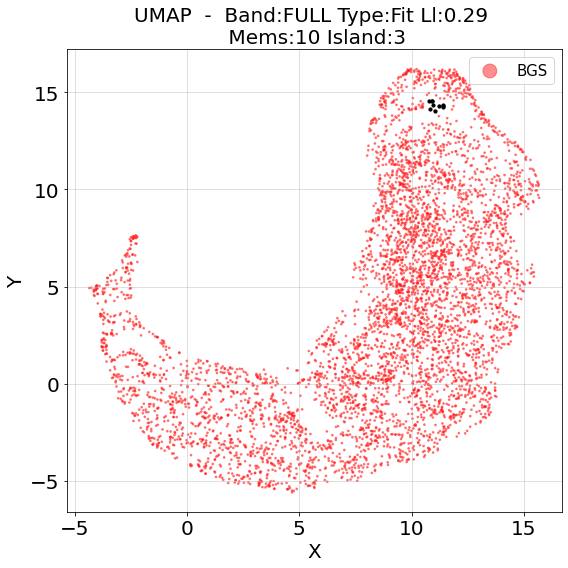 UMAP - Band:FULL Type:Fit Ll:0.29
Mems:10 Island:3
BGS
15
10
5
0
−5
Y
−5 0 5 10 15
X